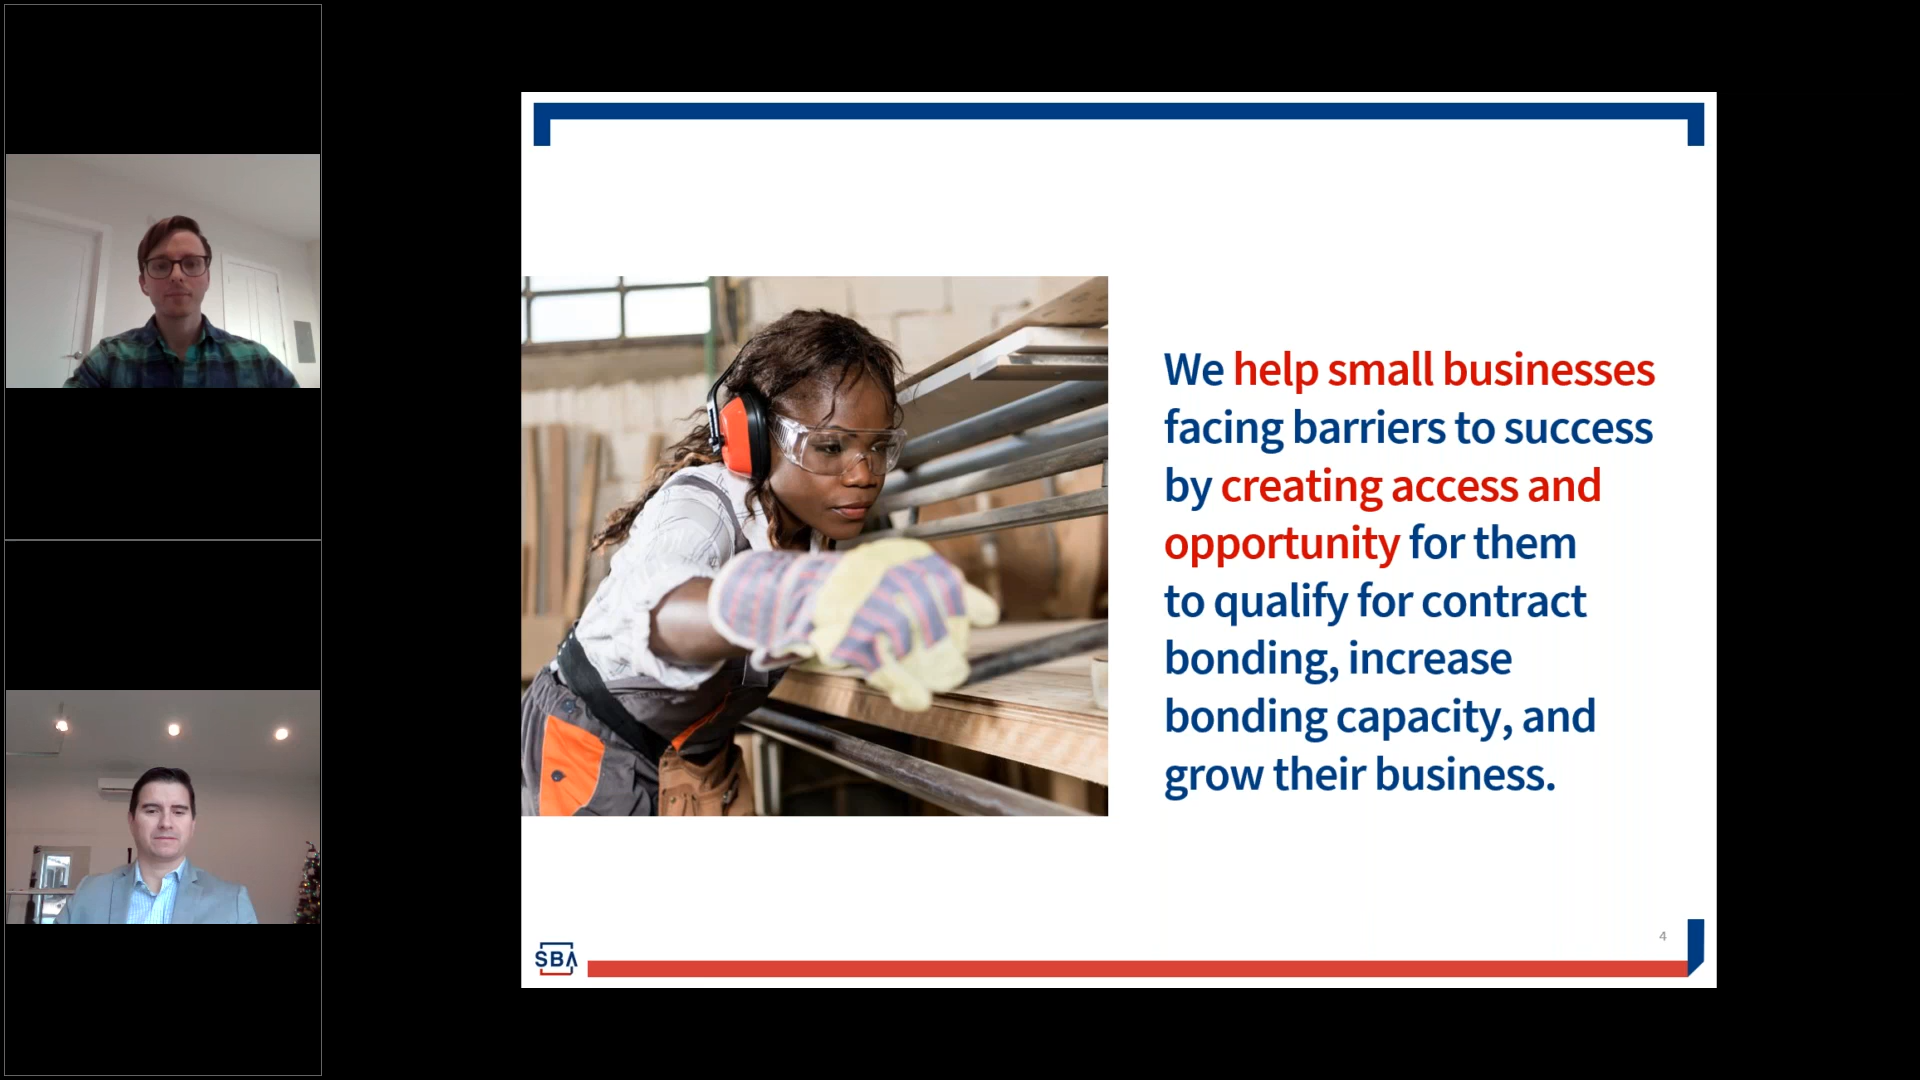 We help small businesses
facing barriers to success
by creating access and
opportunity for them
to qualify for contract
bonding, increase
bonding capacity, and
grow their business.
4
SBA